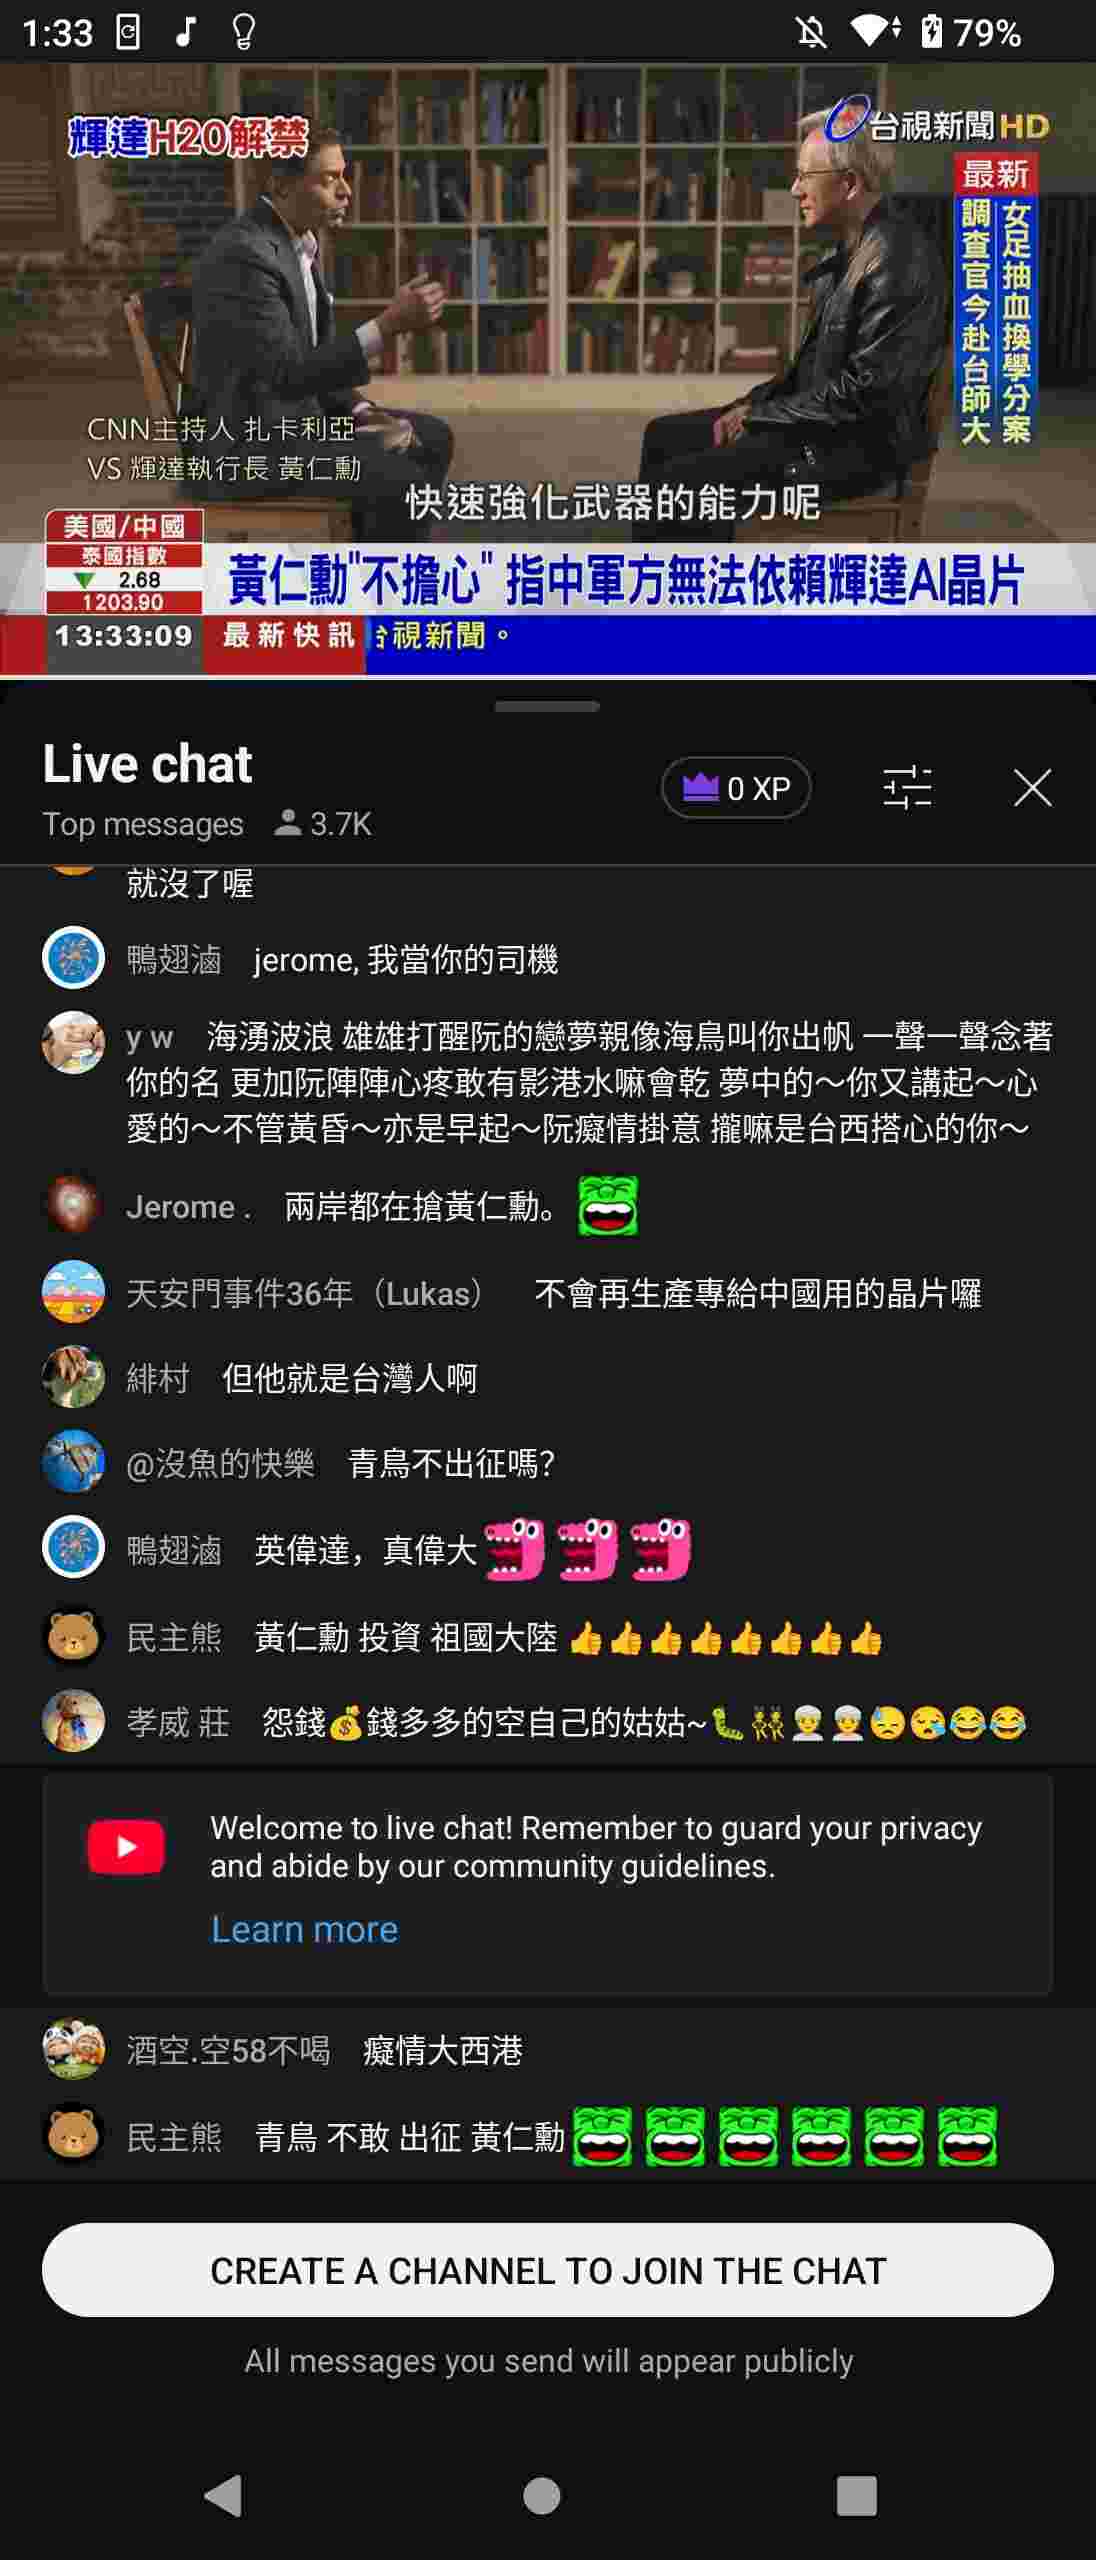 1:33
79%
輝達H20解禁
台視新聞HD
最新
女足抽血換學分案
調查官今赴台師大
CNN主持人 扎卡利亞
VS 輝達執行長 黃仁勳
快速強化武器的能力呢
美國/中國
泰國指數
2.68
1203.90
黃仁勳"不擔心" 指中軍方無法依賴輝達AI晶片
13:33:09
最新快訊
台視新聞。
Live chat
Top messages
3.7K
0 XP
就沒了喔
鴨翅滷 jerome, 我當你的司機
y w 海湧波浪 雄雄打醒阮的戀夢親像海鳥叫你出帆 一聲一聲念著
你的名 更加阮陣陣心疼敢有影港水嘛會乾 夢中的～你又講起～心
愛的～不管黃昏～亦是早起～阮癡情掛意 攏嘛是台西搭心的你～
Jerome . 兩岸都在搶黃仁勳。
天安門事件36年（Lukas） 不會再生產專給中國用的晶片囉
緋村 但他就是台灣人啊
@沒魚的快樂 青鳥不出征嗎？
鴨翅滷 英偉達，真偉大
民主熊 黃仁勳 投資 祖國大陸 👍👍👍👍👍👍👍👍
孝威 莊 怨錢💰錢多多的空自己的姑姑~🐛👯👳👳😓😪😂😂
Welcome to live chat! Remember to guard your privacy
and abide by our community guidelines.
Learn more
酒空.空58不喝 癡情大西港
民主熊 青鳥 不敢 出征 黃仁勳
CREATE A CHANNEL TO JOIN THE CHAT
All messages you send will appear publicly